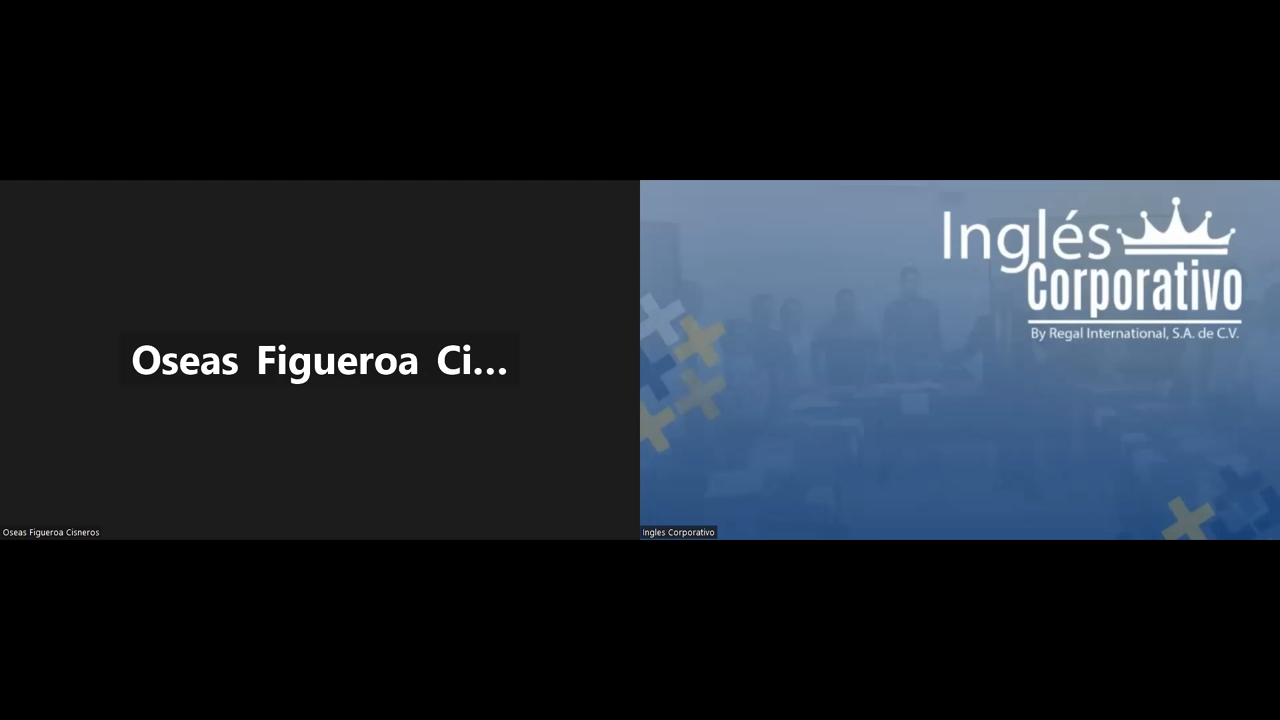 Oseas Figueroa Ci...
Oseas Figueroa Cisneros
Inglés
Corporativo
By Regal International, S.A. de C.V.
Ingles Corporativo